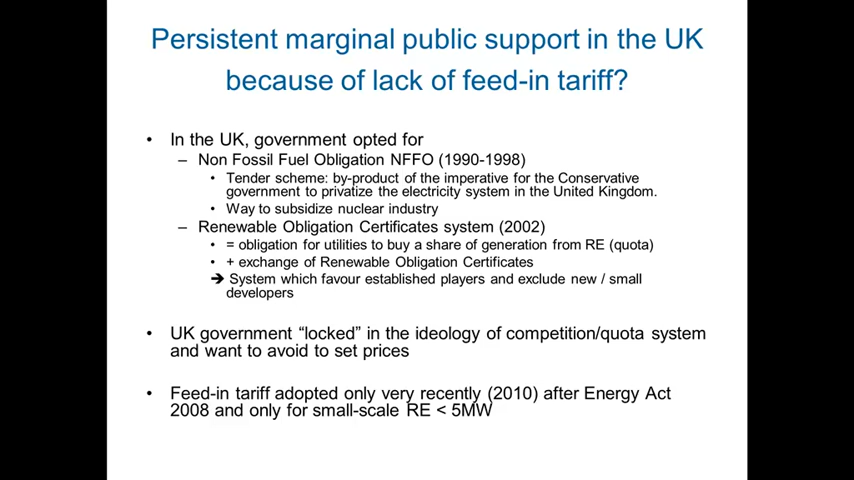 Persistent marginal public support in the UK
because of lack of feed-in tariff?
• In the UK, government opted for
– Non Fossil Fuel Obligation NFFO (1990-1998)
• Tender scheme: by-product of the imperative for the Conservative
government to privatize the electricity system in the United Kingdom.
• Way to subsidize nuclear industry
– Renewable Obligation Certificates system (2002)
• = obligation for utilities to buy a share of generation from RE (quota)
• + exchange of Renewable Obligation Certificates
➔ System which favour established players and exclude new / small
developers
• UK government “locked” in the ideology of competition/quota system
and want to avoid to set prices
• Feed-in tariff adopted only very recently (2010) after Energy Act
2008 and only for small-scale RE < 5MW